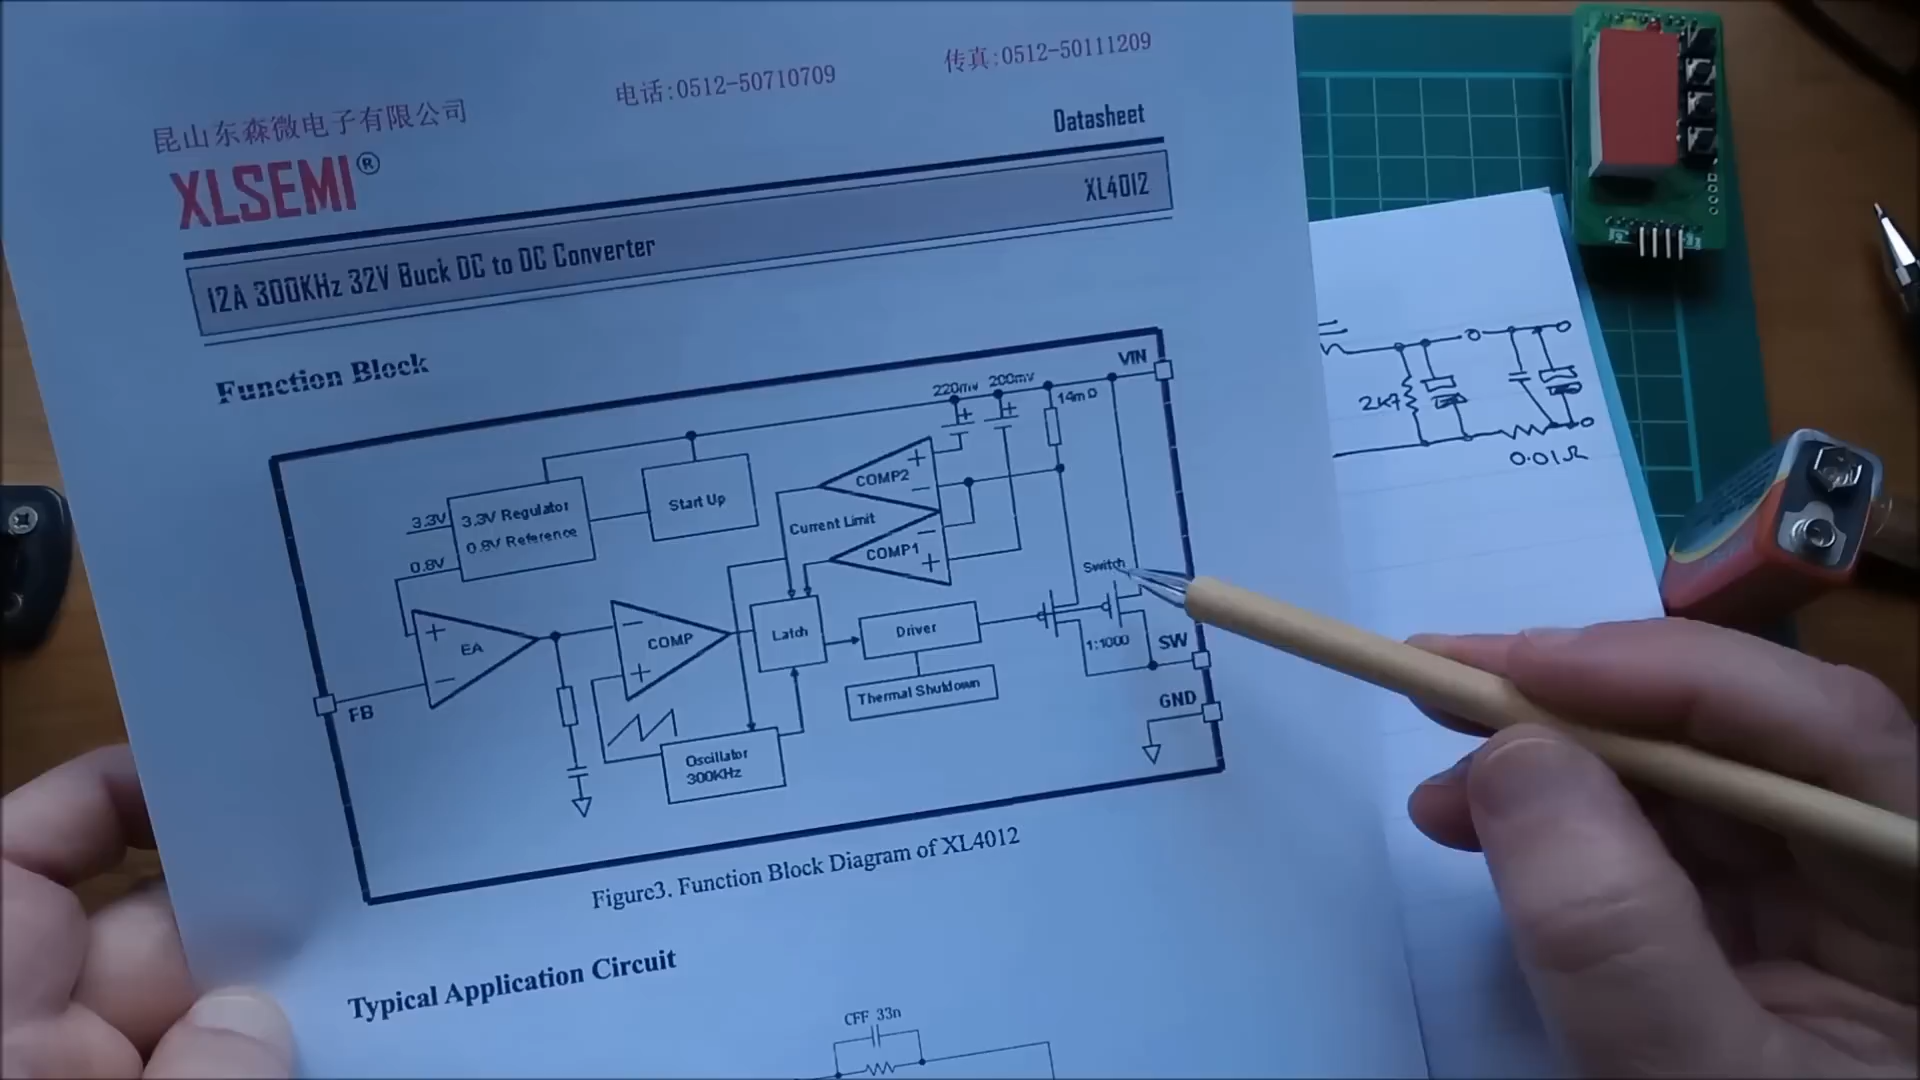 昆山东森微电子有限公司 电话:0512-50710709 传真:0512-50111209
XLSEMI®
Datasheet
12A 300KHz 32V Buck DC to DC Converter XL4012
Function Block
220mv 200mv
VIN
14mΩ
COMP2
+
−
Current Limit
COMP1
−
+
3.3V
3.3V Regulator
0.8V Reference
0.8V
Start Up
EA
+
−
FB
COMP
−
+
Latch
Driver
Thermal Shutdown
Oscillator
300KHz
Switch
1:1000
SW
GND
Figure3. Function Block Diagram of XL4012
Typical Application Circuit
CFF 33n
2k7
0.01Ω